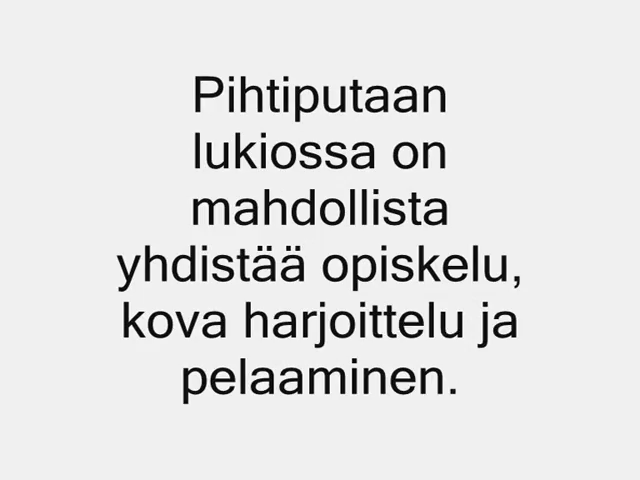 Pihtiputaan
lukiossa on
mahdollista
yhdistää opiskelu,
kova harjoittelu ja
pelaaminen.